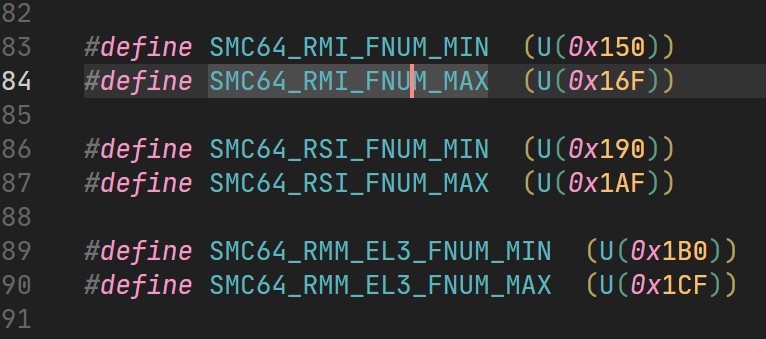 82
83 #define SMC64_RMI_FNUM_MIN (U(0x150))
84 #define SMC64_RMI_FNUM_MAX (U(0x16F))
85
86 #define SMC64_RSI_FNUM_MIN (U(0x190))
87 #define SMC64_RSI_FNUM_MAX (U(0x1AF))
88
89 #define SMC64_RMM_EL3_FNUM_MIN (U(0x1B0))
90 #define SMC64_RMM_EL3_FNUM_MAX (U(0x1CF))
91